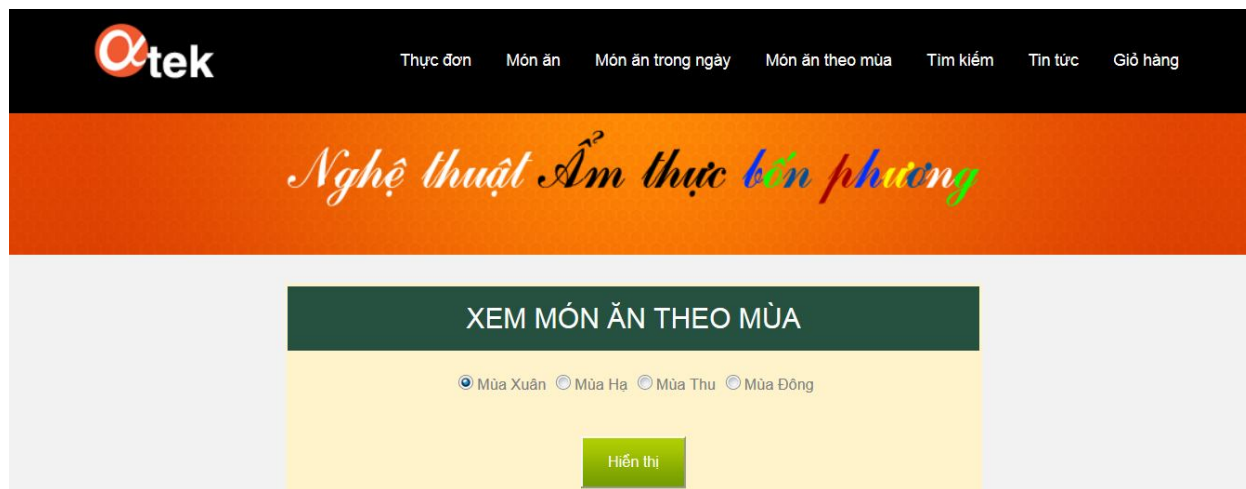 αtek
Thực đơn Món ăn Món ăn trong ngày Món ăn theo mùa Tìm kiếm Tin tức Giỏ hàng
Nghệ thuật Ẩm thực bốn phương
XEM MÓN ĂN THEO MÙA
Mùa Xuân Mùa Hạ Mùa Thu Mùa Đông
Hiển thị